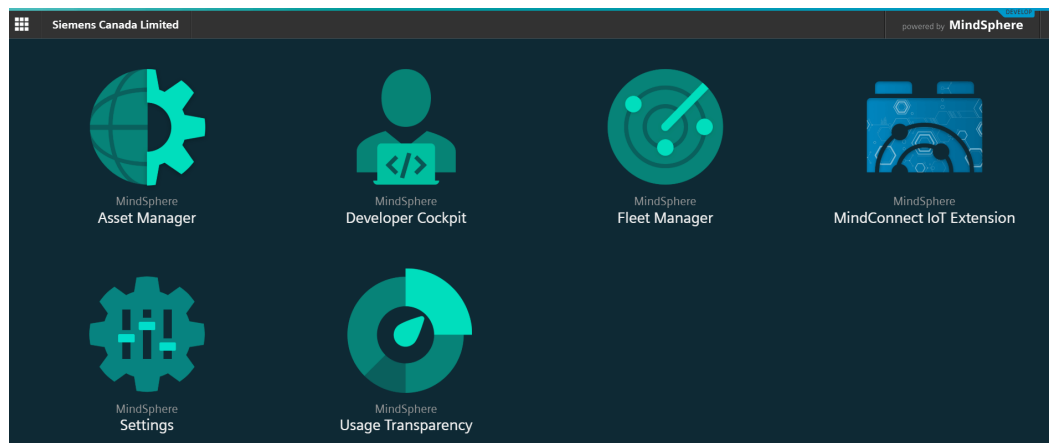 Siemens Canada Limited
DEVELOP
powered by MindSphere
MindSphere
Asset Manager
MindSphere
Developer Cockpit
</>
MindSphere
Fleet Manager
MindSphere
MindConnect IoT Extension
MindSphere
Settings
MindSphere
Usage Transparency